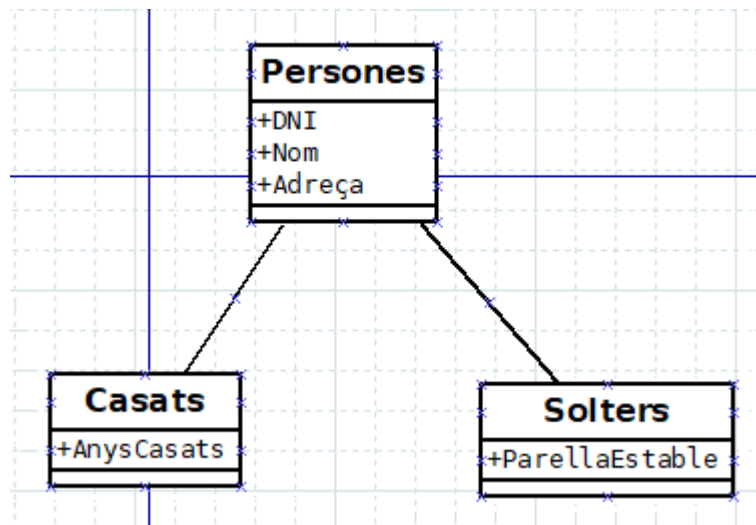 Persones
+DNI
+Nom
+Adreça
Casats
+AnysCasats
Solters
+ParellaEstable